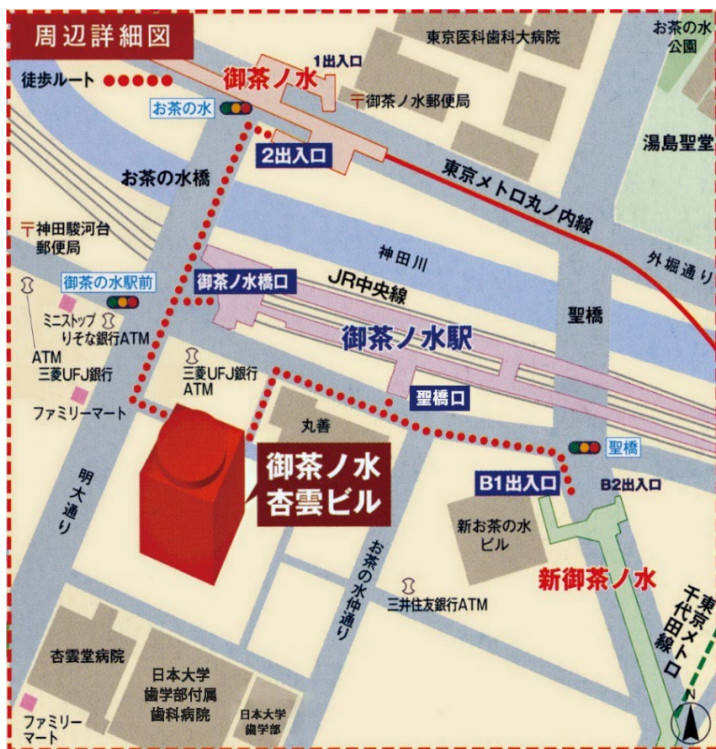 周辺詳細図
徒歩ルート
1出入口
東京医科歯科大病院
お茶の水
公園
御茶ノ水
〒御茶ノ水郵便局
お茶の水
湯島聖堂
2出入口
お茶の水橋
東京メトロ丸ノ内線
〒神田駿河台
郵便局
神田川
外堀通り
御茶の水駅前
御茶ノ水橋口
JR中央線
聖橋
ミニストップ
りそな銀行ATM
御茶ノ水駅
ATM
三菱UFJ銀行
三菱UFJ銀行
ATM
聖橋口
ファミリーマート
丸善
聖橋
御茶ノ水
杏雲ビル
B1出入口
B2出入口
明大通り
新お茶の水
ビル
お茶の水仲通り
新御茶ノ水
三井住友銀行ATM
東京メトロ
千代田線
杏雲堂病院
日本大学
歯学部付属
歯科病院
日本大学
歯学部
ファミリー
マート
N